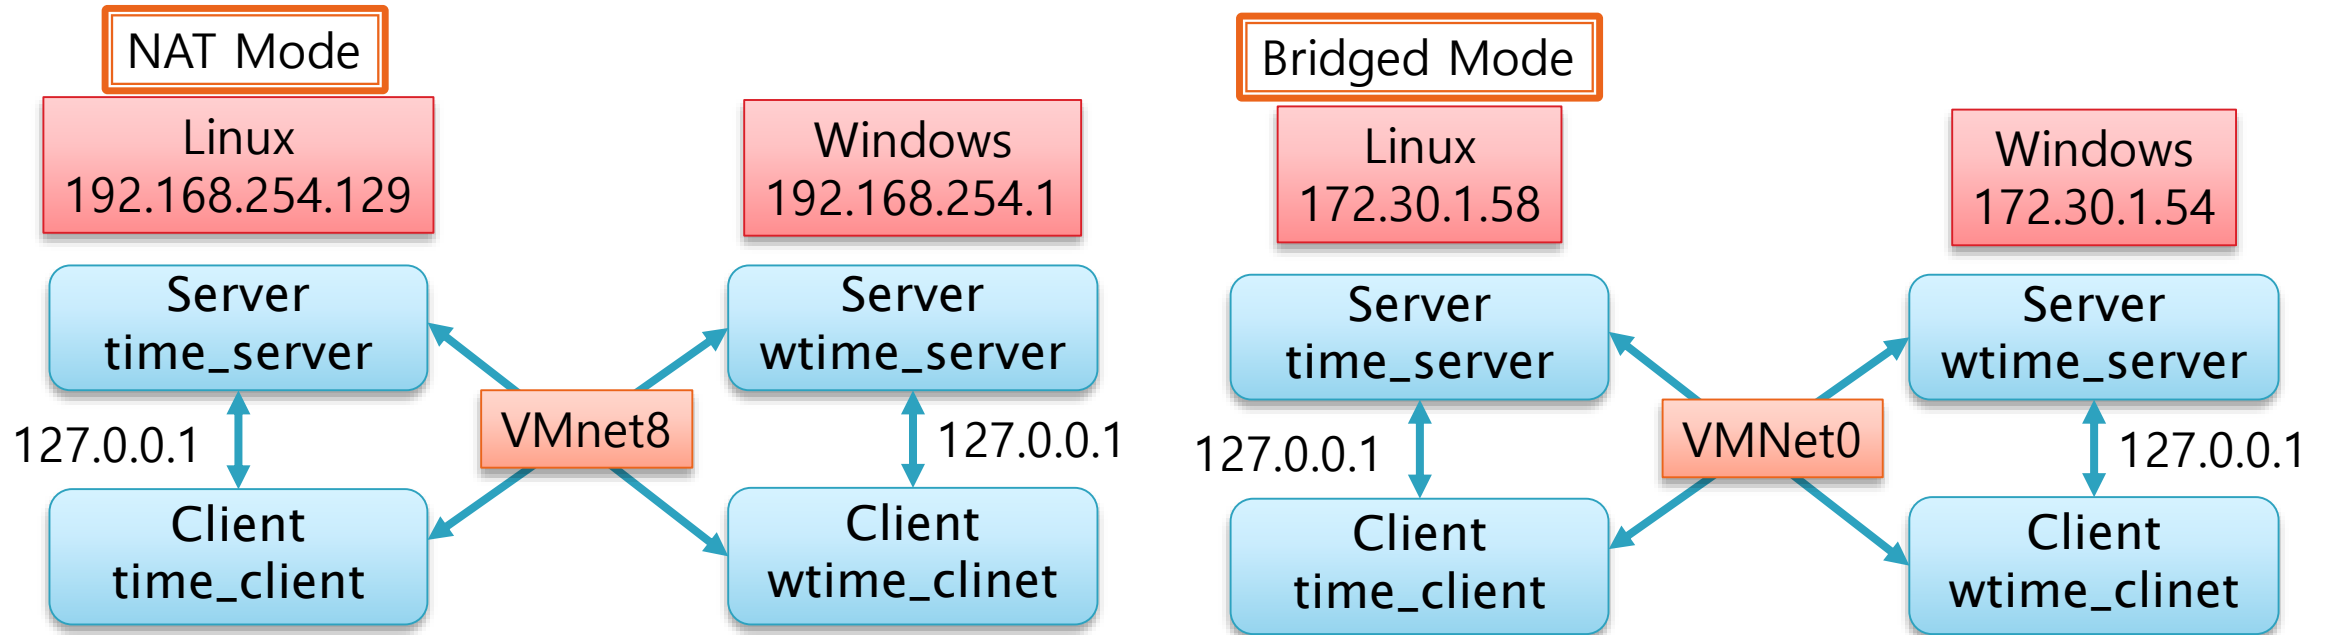 NAT Mode
Linux
192.168.254.129
Windows
192.168.254.1
Server
time_server
Server
wtime_server
VMnet8
127.0.0.1
127.0.0.1
Client
time_client
Client
wtime_clinet
Bridged Mode
Linux
172.30.1.58
Windows
172.30.1.54
Server
time_server
Server
wtime_server
VMNet0
127.0.0.1
127.0.0.1
Client
time_client
Client
wtime_clinet